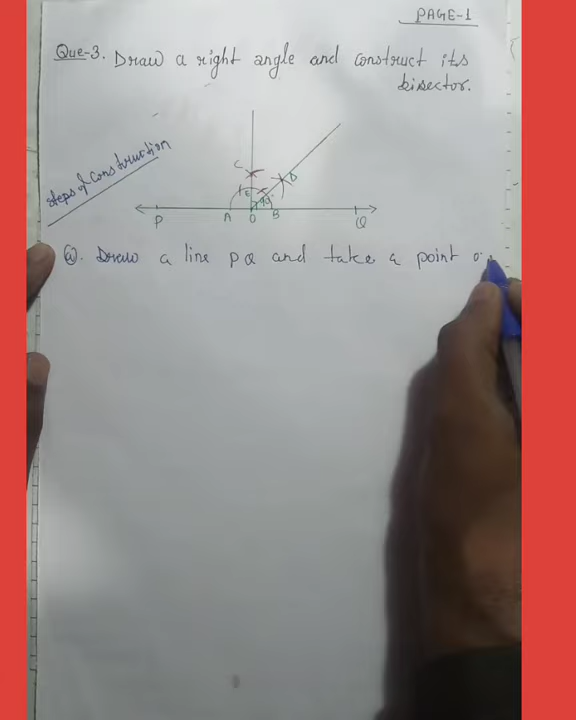 PAGE-1
Que-3. Draw a right angle and construct its
bisector.
Steps of Construction
C
D
E
90°
P A O B Q
a. Draw a line PQ and take a point o